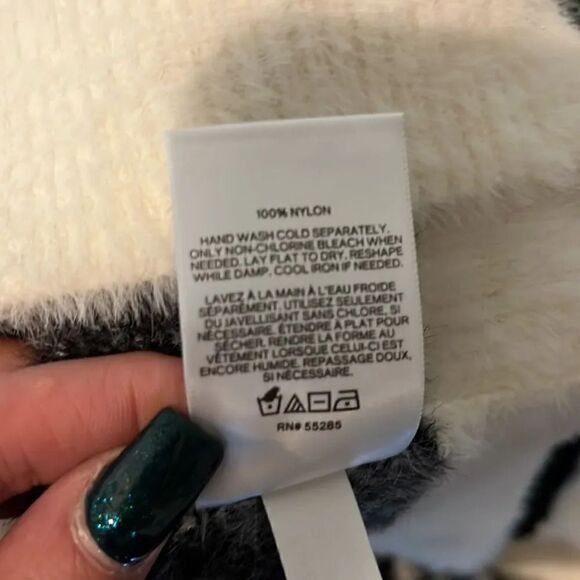 100% NYLON
HAND WASH COLD SEPARATELY.
ONLY NON-CHLORINE BLEACH WHEN
NEEDED. LAY FLAT TO DRY. RESHAPE
WHILE DAMP. COOL IRON IF NEEDED.
LAVEZ À LA MAIN À L'EAU FROIDE
SÉPARÉMENT. UTILISEZ SEULEMENT
DU JAVELLISANT SANS CHLORE, SI
NÉCESSAIRE. ÉTENDRE À PLAT POUR
SÉCHER. RENDRE LA FORME AU
VÊTEMENT LORSQUE CELUI-CI EST
ENCORE HUMIDE. REPASSAGE DOUX,
SI NÉCESSAIRE.
RN# 55285